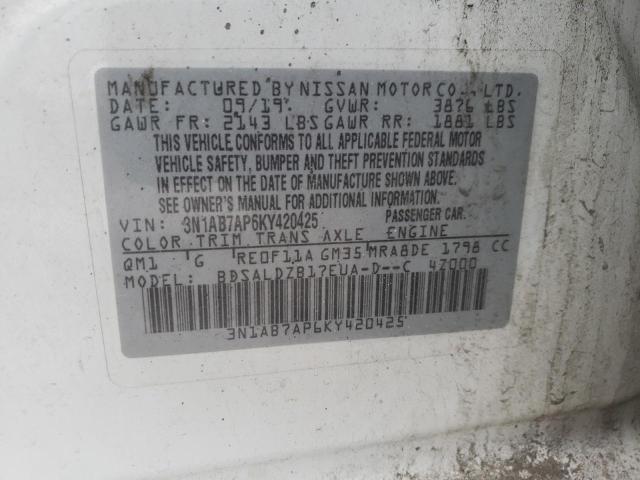 MANUFACTURED BY NISSAN MOTOR CO., LTD.
DATE: 09/19 GVWR: 3876 LBS
GAWR FR: 2143 LBS GAWR RR: 1881 LBS
THIS VEHICLE CONFORMS TO ALL APPLICABLE FEDERAL MOTOR
VEHICLE SAFETY, BUMPER AND THEFT PREVENTION STANDARDS
IN EFFECT ON THE DATE OF MANUFACTURE SHOWN ABOVE.
SEE OWNER'S MANUAL FOR ADDITIONAL INFORMATION.
VIN: 3N1AB7AP6KY420425 PASSENGER CAR
COLOR TRIM TRANS AXLE ENGINE
QM1 G RE0F11A GM35 MRA8DE 1798 CC
MODEL: BDSALDZB17EUA-D--C 4Z000
3N1AB7AP6KY420425